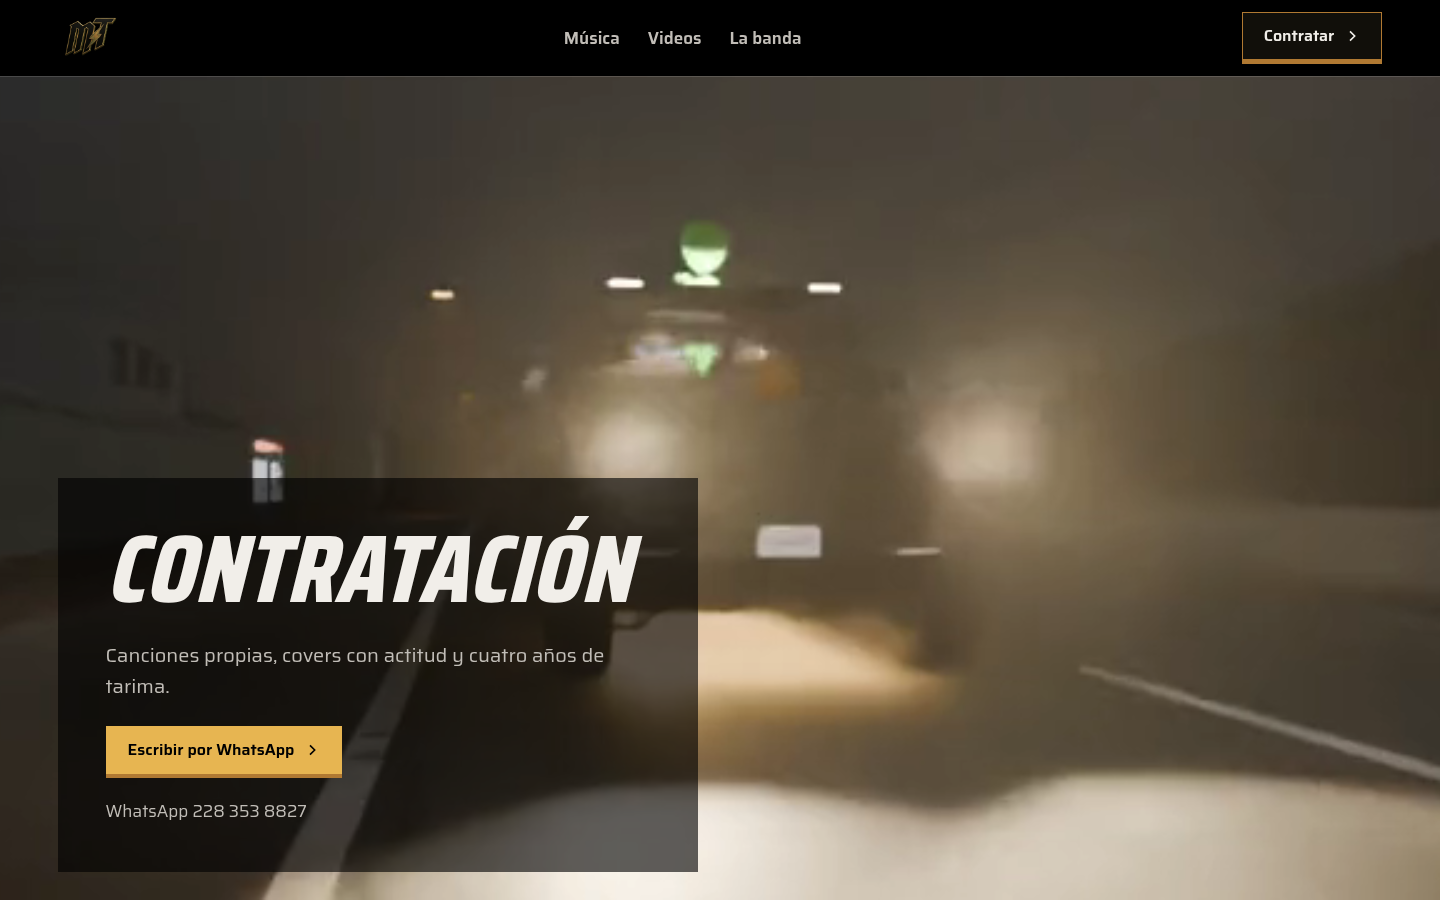 MT
Música
Videos
La banda
Contratar
CONTRATACIÓN
Canciones propias, covers con actitud y cuatro años de
tarima.
Escribir por WhatsApp
WhatsApp 228 353 8827